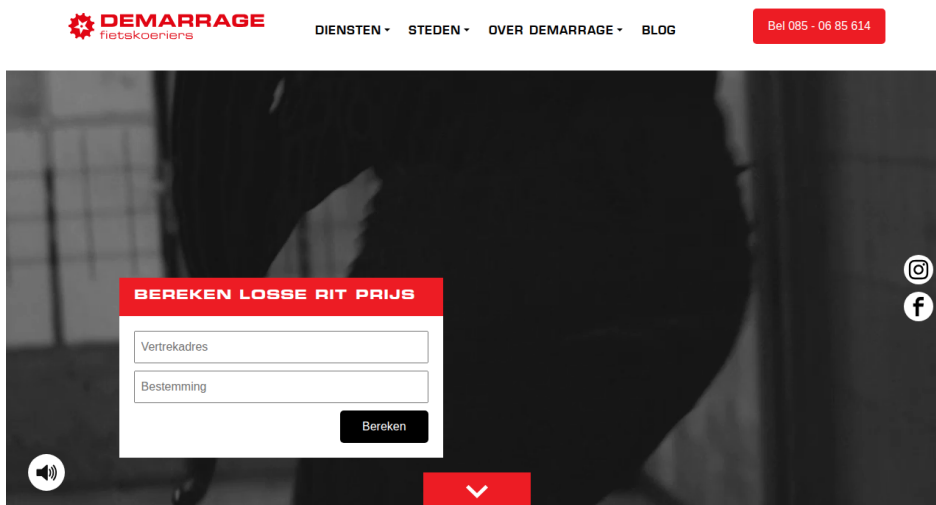 DEMARRAGE
fietskoeriers
DIENSTEN
STEDEN
OVER DEMARRAGE
BLOG
Bel 085 - 06 85 614
BEREKEN LOSSE RIT PRIJS
Vertrekadres
Bestemming
Bereken